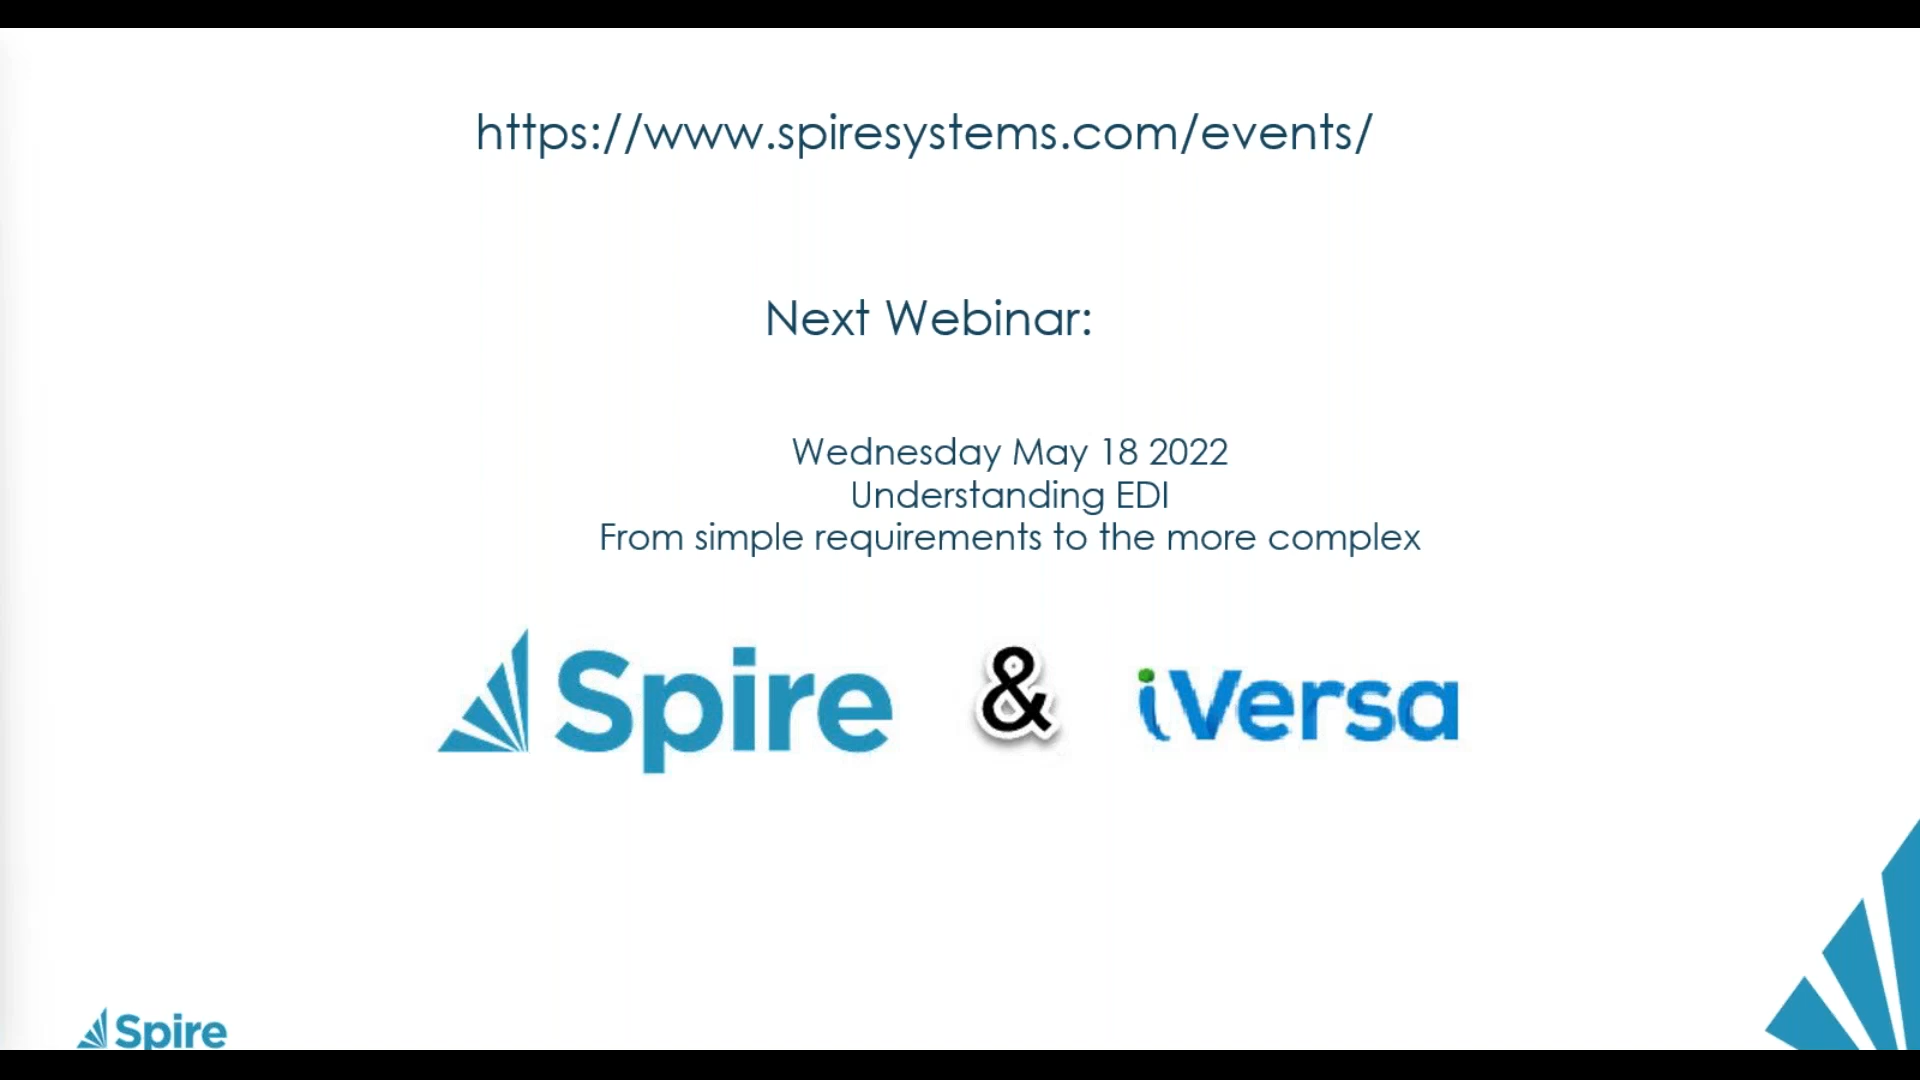 https://www.spiresystems.com/events/
Next Webinar:
Wednesday May 18 2022
Understanding EDI
From simple requirements to the more complex
Spire & iVersa
Spire